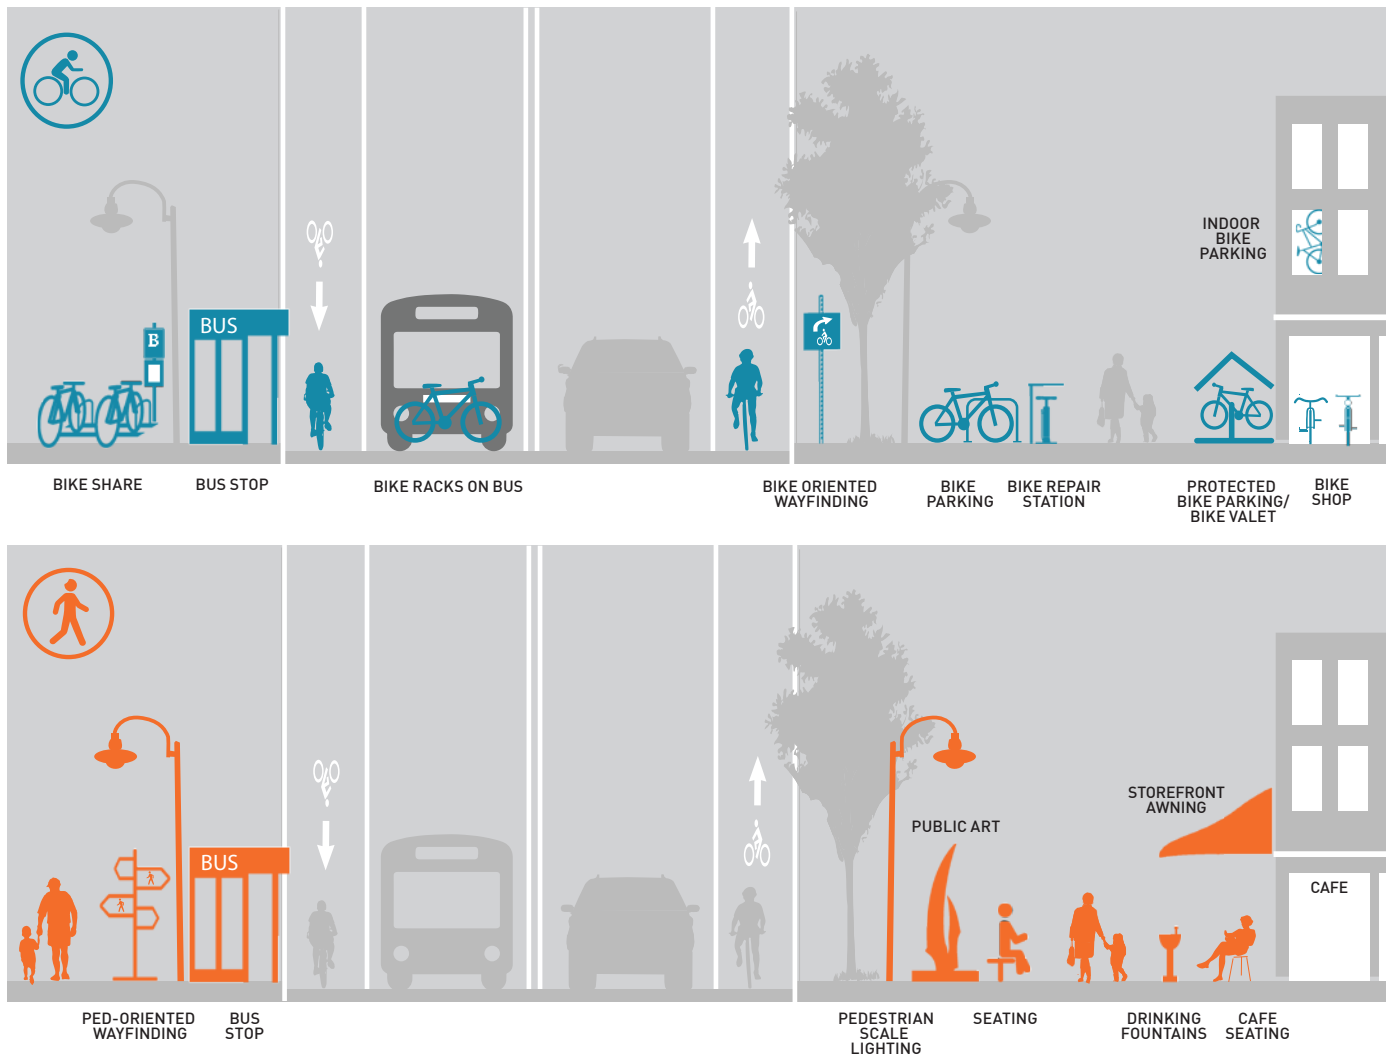 INDOOR
BIKE
PARKING
BUS
B
BIKE SHARE
BUS STOP
BIKE RACKS ON BUS
BIKE ORIENTED
WAYFINDING
BIKE
PARKING
BIKE REPAIR
STATION
PROTECTED
BIKE PARKING/
BIKE VALET
BIKE
SHOP
STOREFRONT
AWNING
PUBLIC ART
BUS
CAFE
PED-ORIENTED
WAYFINDING
BUS
STOP
PEDESTRIAN
SCALE
LIGHTING
SEATING
DRINKING
FOUNTAINS
CAFE
SEATING